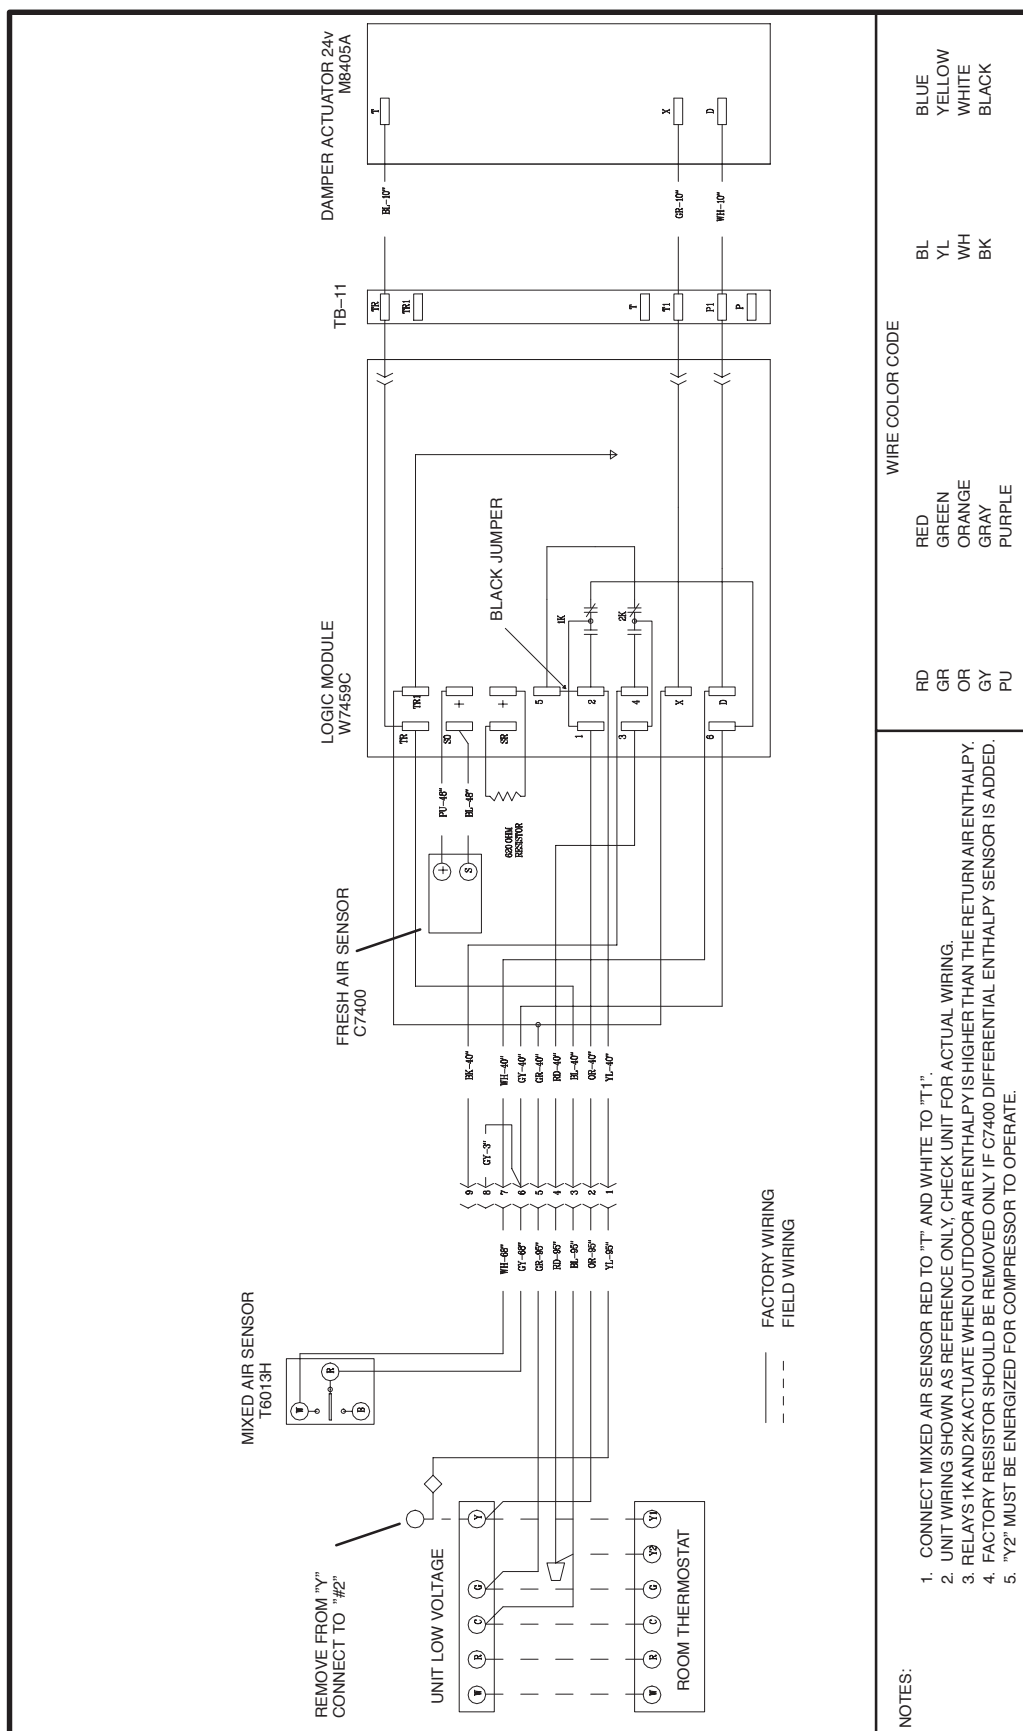 DAMPER ACTUATOR 24v
M8405A
T
X
D
BL-10"
GR-10"
WH-10"
TB-11
TR
TR1
T
T1
P1
P
LOGIC MODULE
W7459C
BLACK JUMPER
1K
2K
TR
TR1
S0
+
SR
+
5
1
2
3
4
X
6
D
PU-48"
BL-48"
620 OHM
RESISTOR
+
S
FRESH AIR SENSOR
C7400
BK-40"
WH-40"
GY-40"
GR-40"
RD-40"
BL-40"
OR-40"
YL-40"
GY-3"
9
8
7
6
5
4
3
2
1
WH-68"
GY-68"
GR-95"
RD-95"
BL-95"
OR-95"
YL-95"
MIXED AIR SENSOR
T6013H
W
R
B
REMOVE FROM "Y"
CONNECT TO "#2"
UNIT LOW VOLTAGE
W
R
C
G
Y
ROOM THERMOSTAT
W
R
C
G
Y2
Y1
FACTORY WIRING
FIELD WIRING
NOTES:
1. CONNECT MIXED AIR SENSOR RED TO "T" AND WHITE TO "T1".
2. UNIT WIRING SHOWN AS REFERENCE ONLY, CHECK UNIT FOR ACTUAL WIRING.
3. RELAYS 1K AND 2K ACTUATE WHEN OUTDOOR AIR ENTHALPY IS HIGHER THAN THE RETURN AIR ENTHALPY.
4. FACTORY RESISTOR SHOULD BE REMOVED ONLY IF C7400 DIFFERENTIAL ENTHALPY SENSOR IS ADDED.
5. "Y2" MUST BE ENERGIZED FOR COMPRESSOR TO OPERATE.
WIRE COLOR CODE
RD RED BL BLUE
GR GREEN YL YELLOW
OR ORANGE WH WHITE
GY GRAY BK BLACK
PU PURPLE